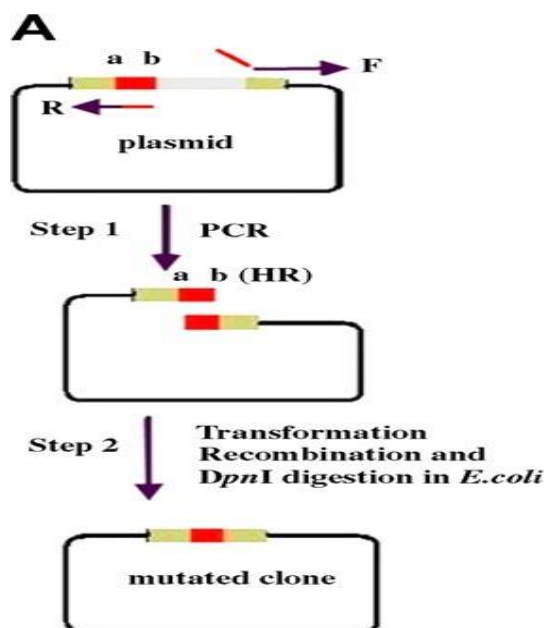 A
a b
F
R
plasmid
Step 1 PCR
a b (HR)
Step 2
Transformation
Recombination and
DpnI digestion in E.coli
mutated clone